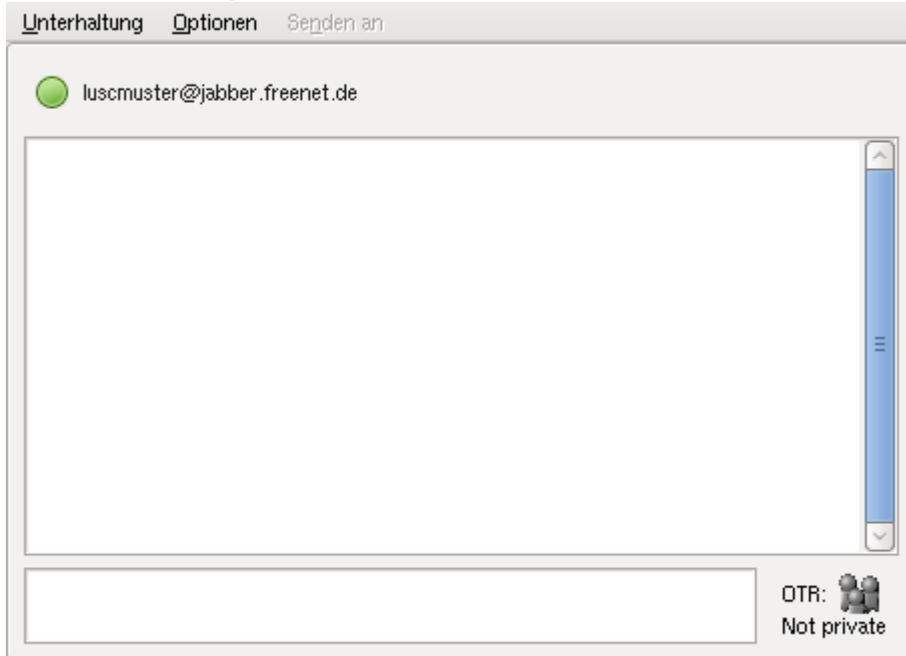 Unterhaltung Optionen Senden an
luscmuster@jabber.freenet.de
OTR:
Not private